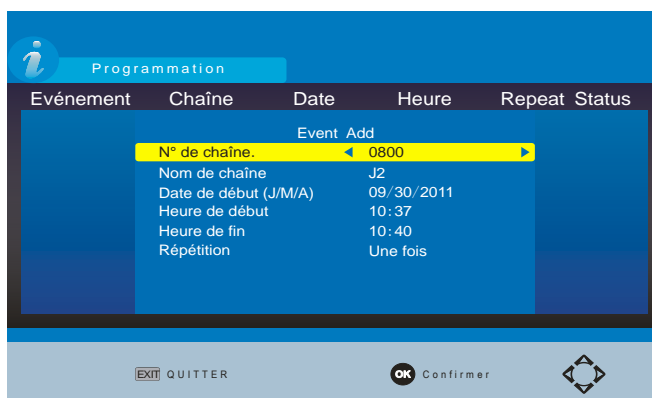 i
Programmation
Evénement Chaîne Date Heure Repeat Status
Event Add
N° de chaîne. 0800
Nom de chaîne J2
Date de début (J/M/A) 09/30/2011
Heure de début 10:37
Heure de fin 10:40
Répétition Une fois
EXIT QUITTER OK Confirmer